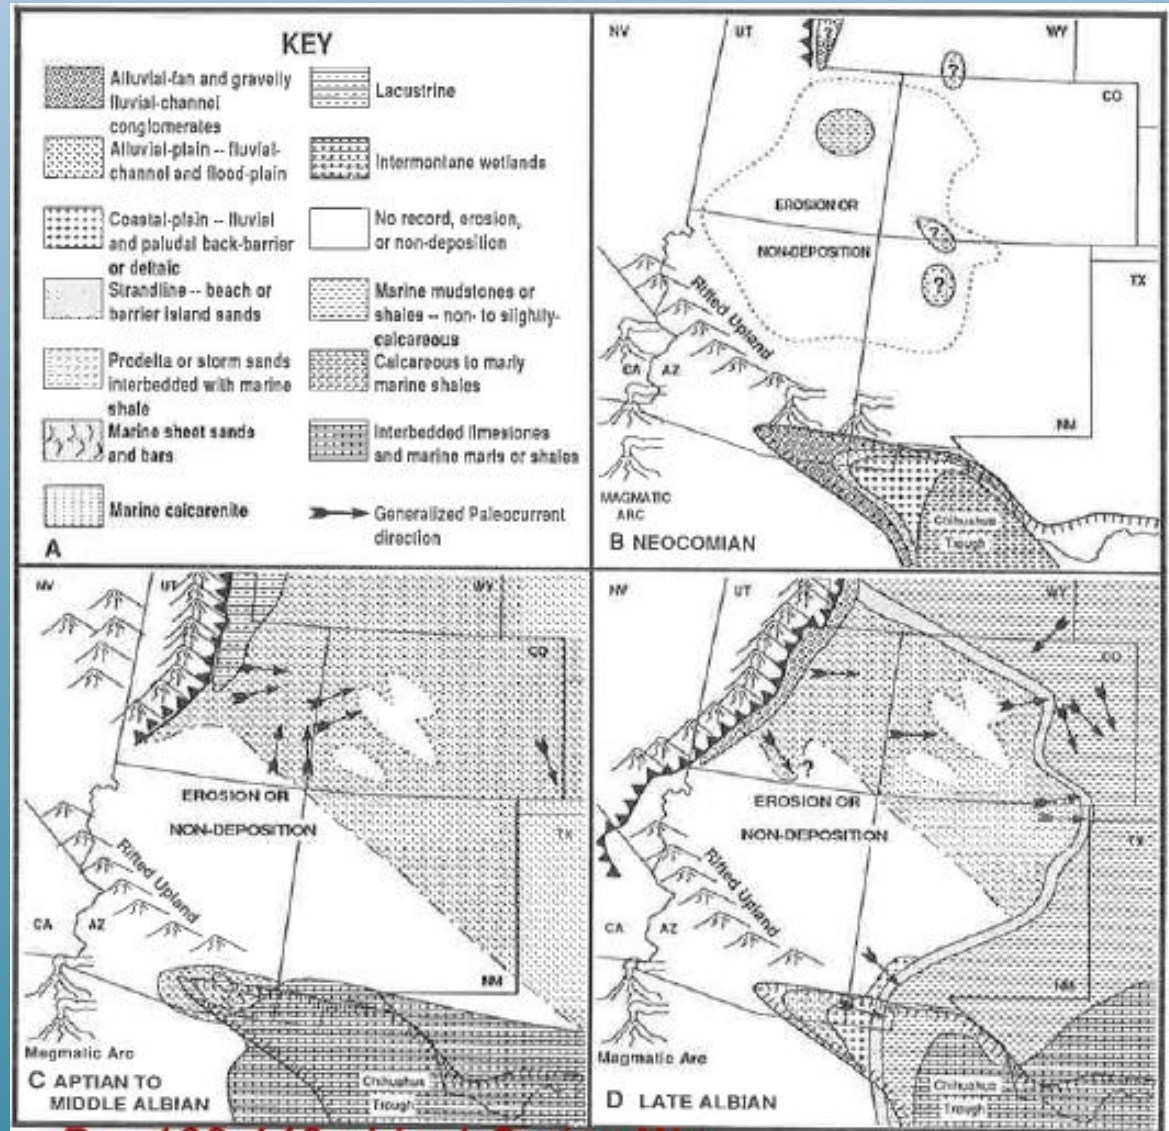 KEY
Alluvial-fan and gravelly
fluvial-channel
conglomerates
Alluvial-plain -- fluvial-
channel and flood-plain
Coastal-plain -- fluvial
and paludal back-barrier
or deltaic
Strandline -- beach or
barrier island sands
Prodelta or storm sands
interbedded with marine
shale
Marine sheet sands
and bars
Marine calcarenite
A
Lacustrine
Intermontane wetlands
No record, erosion,
or non-deposition
Marine mudstones or
shales -- non- to slightly-
calcareous
Calcareous to marly
marine shales
Interbedded limestones
and marine marls or shales
Generalized Paleocurrent
direction
NV
UT
?
WY
?
CO
EROSION OR
NON-DEPOSITION
?
?
TX
Rifted Upland
CA
AZ
NM
MAGMATIC
ARC
Chihuhua
Trough
B NEOCOMIAN
NV
UT
WY
CO
EROSION OR
NON-DEPOSITION
TX
Rifted Upland
CA
AZ
NM
Magmatic Arc
Chihuhua
Trough
C APTIAN TO
MIDDLE ALBIAN
NV
UT
WY
CO
?
EROSION OR
NON-DEPOSITION
TX
Rifted Upland
CA
AZ
NM
Magmatic Arc
Chihuhua
Trough
D LATE ALBIAN